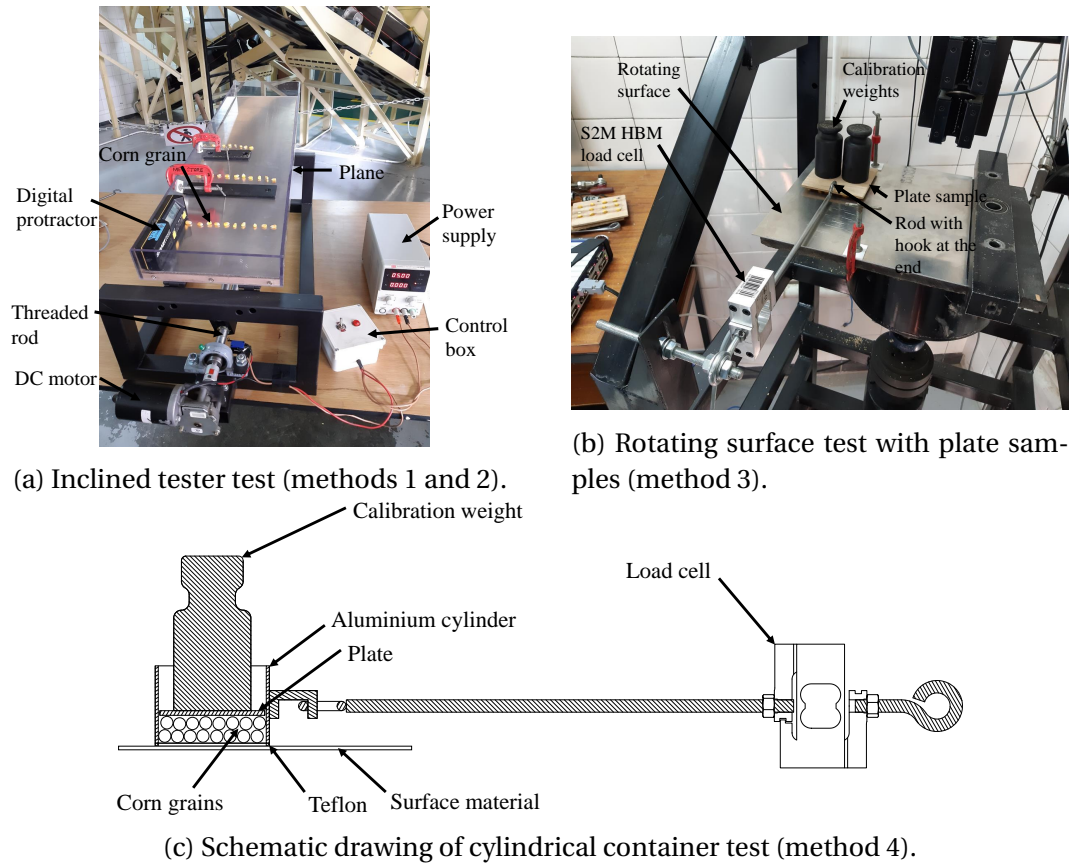 Corn grain
Plane
Digital
protractor
Power
supply
0500
0.000
Threaded
rod
Control
box
DC motor
(a) Inclined tester test (methods 1 and 2).
Rotating
surface
Calibration
weights
S2M HBM
load cell
Plate sample
Rod with
hook at the
end
(b) Rotating surface test with plate sam-
ples (method 3).
Calibration weight
Load cell
Aluminium cylinder
Plate
Corn grains
Teflon
Surface material
(c) Schematic drawing of cylindrical container test (method 4).